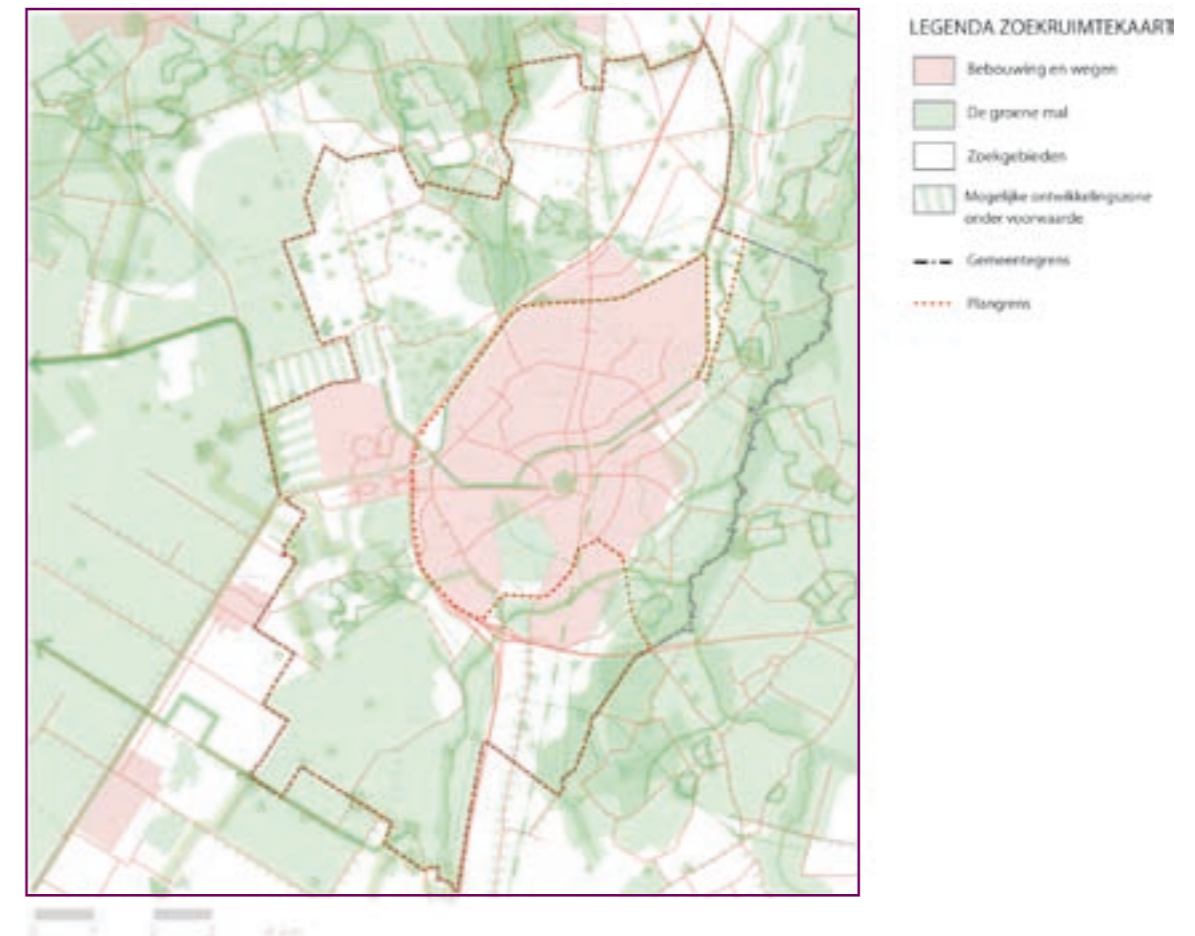 LEGENDA ZOEKRUIMTEKAART
Bebouwing en wegen
De groene mal
Zoekgebieden
Mogelijke ontwikkelingszone
onder voorwaarde
Gemeentegrens
Plangrens